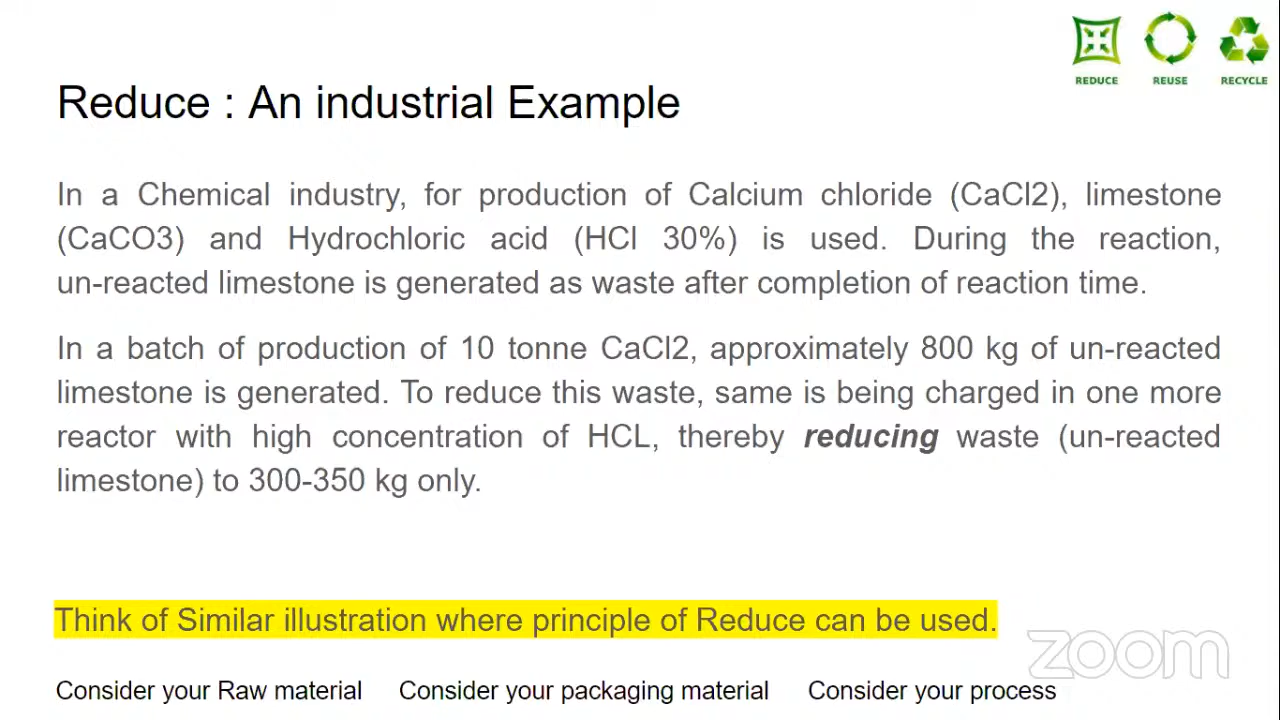 REDUCE REUSE RECYCLE
Reduce : An industrial Example
In a Chemical industry, for production of Calcium chloride (CaCl2), limestone
(CaCO3) and Hydrochloric acid (HCl 30%) is used. During the reaction,
un-reacted limestone is generated as waste after completion of reaction time.
In a batch of production of 10 tonne CaCl2, approximately 800 kg of un-reacted
limestone is generated. To reduce this waste, same is being charged in one more
reactor with high concentration of HCL, thereby reducing waste (un-reacted
limestone) to 300-350 kg only.
Think of Similar illustration where principle of Reduce can be used.
zoom
Consider your Raw material Consider your packaging material Consider your process